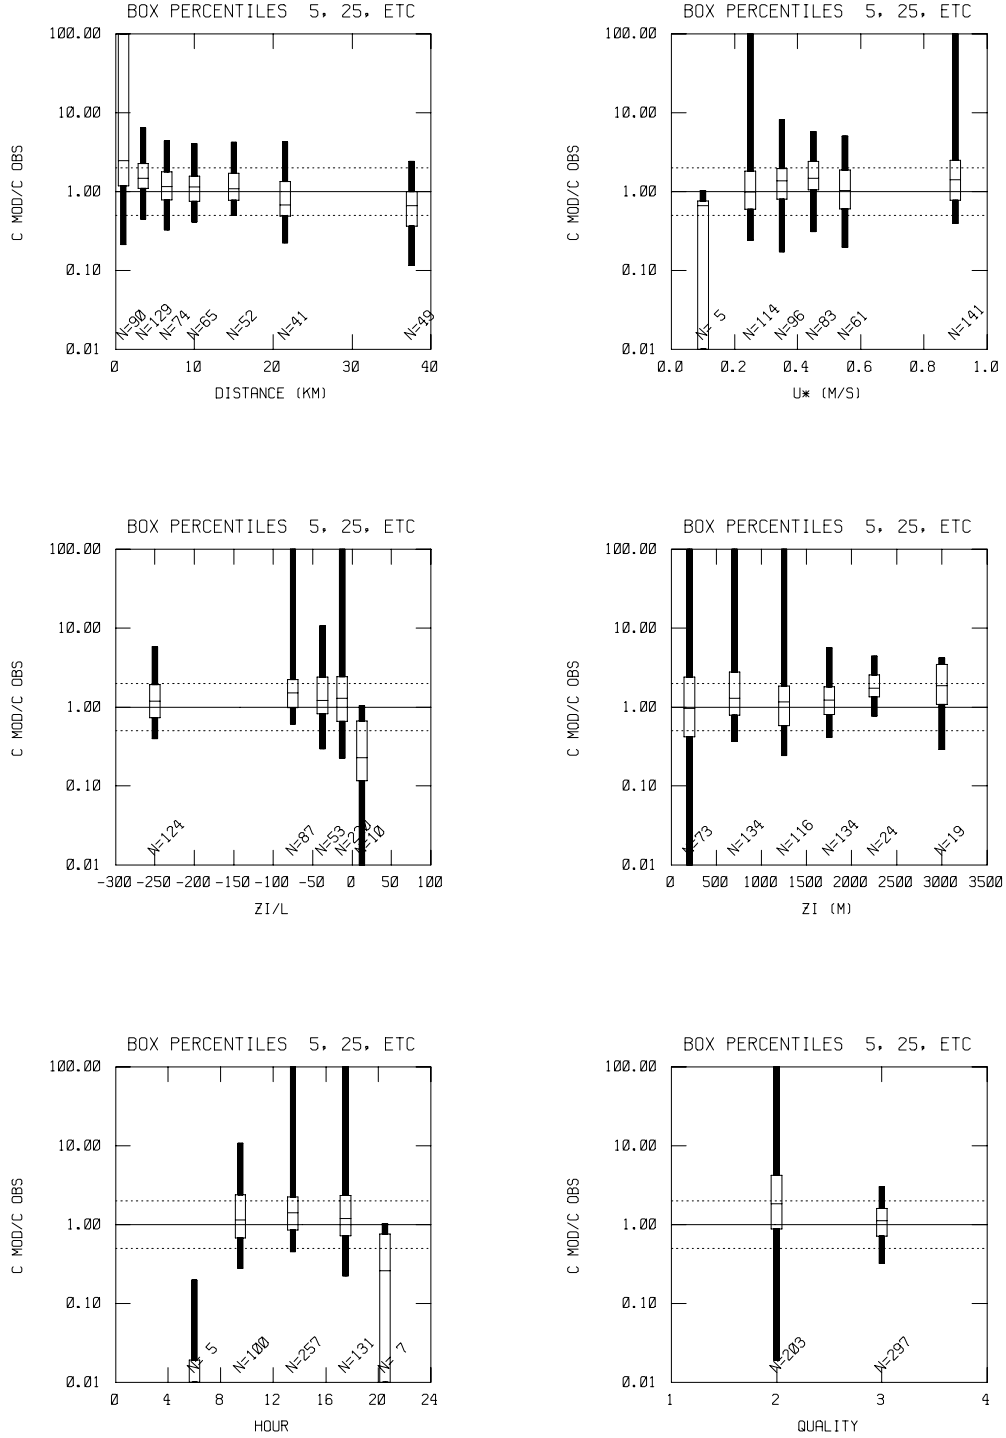 BOX PERCENTILES 5, 25, ETC
100.00
10.00
1.00
0.10
0.01
C MOD/C OBS
N=90
N=129
N=74
N=65
N=52
N=41
N=49
0 10 20 30 40
DISTANCE (KM)
BOX PERCENTILES 5, 25, ETC
100.00
10.00
1.00
0.10
0.01
C MOD/C OBS
N= 5
N=114
N=96
N=83
N=61
N=141
0.0 0.2 0.4 0.6 0.8 1.0
U* (M/S)
BOX PERCENTILES 5, 25, ETC
100.00
10.00
1.00
0.10
0.01
C MOD/C OBS
N=124
N=87
N=53
N=10
-300 -250 -200 -150 -100 -50 0 50 100
ZI/L
BOX PERCENTILES 5, 25, ETC
100.00
10.00
1.00
0.10
0.01
C MOD/C OBS
N=73
N=134
N=116
N=134
N=24
N=19
0 500 1000 1500 2000 2500 3000 3500
ZI (M)
BOX PERCENTILES 5, 25, ETC
100.00
10.00
1.00
0.10
0.01
C MOD/C OBS
N= 5
N=100
N=257
N=131
N= 7
0 4 8 12 16 20 24
HOUR
BOX PERCENTILES 5, 25, ETC
100.00
10.00
1.00
0.10
0.01
C MOD/C OBS
N=203
N=297
1 2 3 4
QUALITY